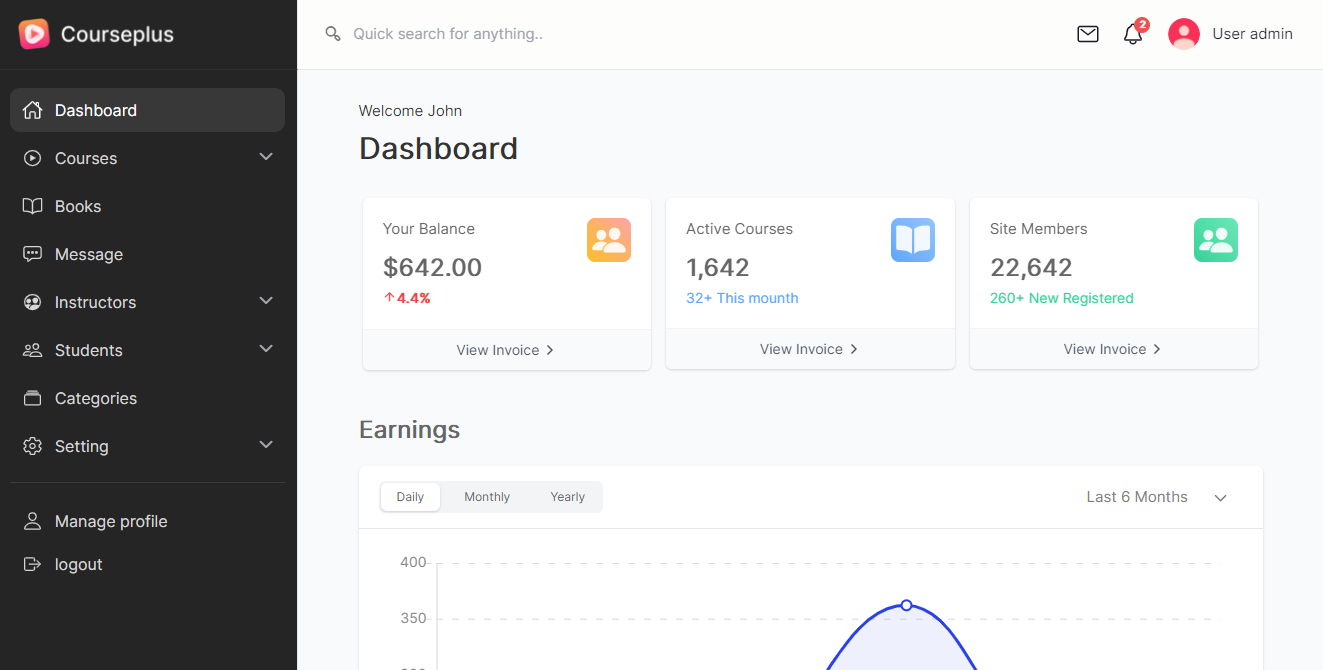 Courseplus
Quick search for anything..
2
User admin
Dashboard
Courses
Books
Message
Instructors
Students
Categories
Setting
Manage profile
logout
Welcome John
Dashboard
Your Balance
$642.00
4.4%
View Invoice
Active Courses
1,642
32+ This mounth
View Invoice
Site Members
22,642
260+ New Registered
View Invoice
Earnings
Daily Monthly Yearly
Last 6 Months
400
350